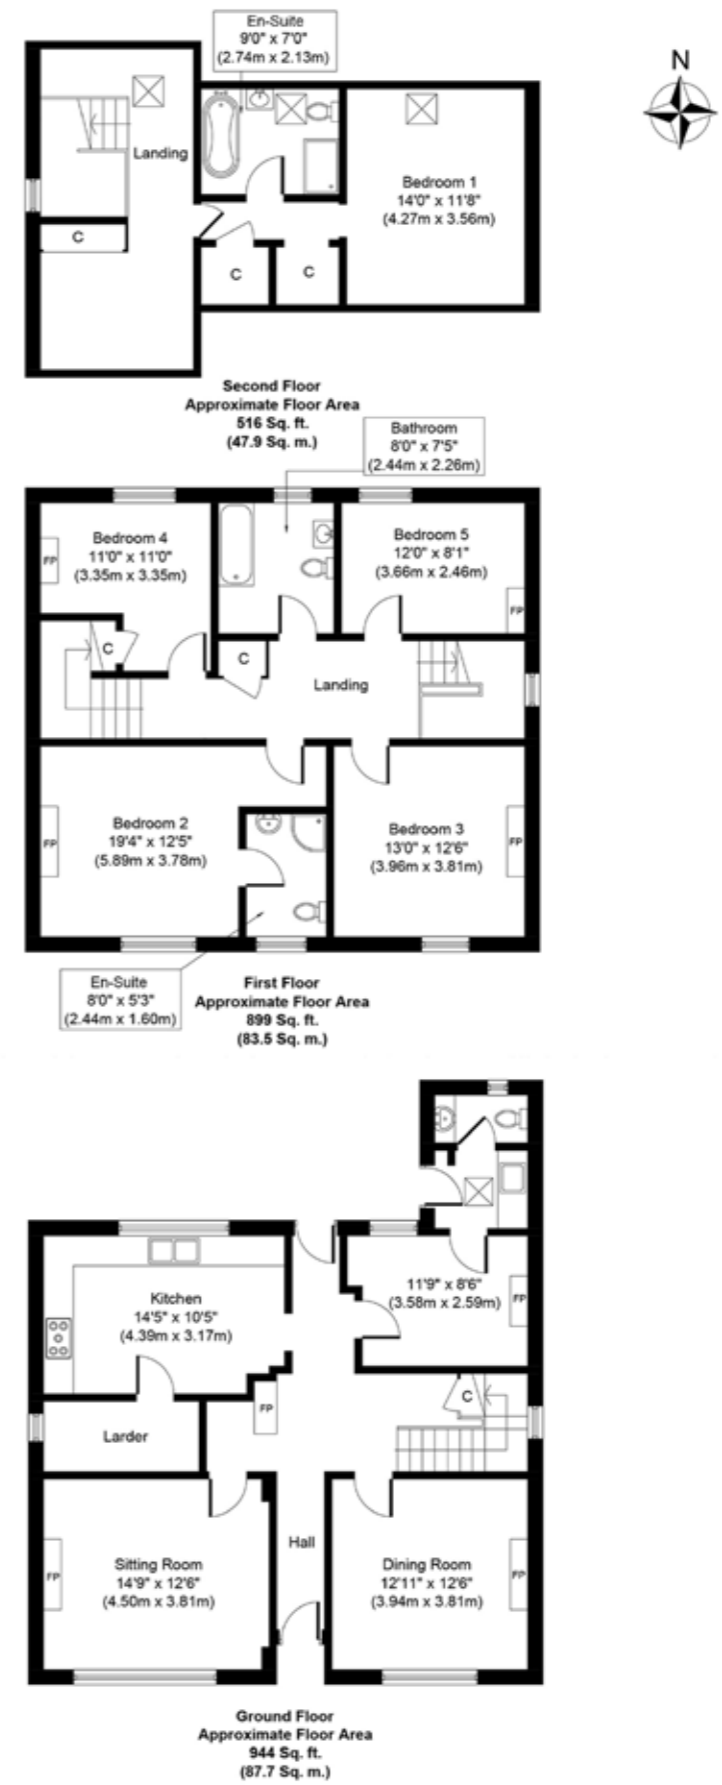 En-Suite
9'0" x 7'0"
(2.74m x 2.13m)
N
Landing
Bedroom 1
14'0" x 11'8"
(4.27m x 3.56m)
C
C
C
Second Floor
Approximate Floor Area
516 Sq. ft.
(47.9 Sq. m.)
Bathroom
8'0" x 7'5"
(2.44m x 2.26m)
Bedroom 4
11'0" x 11'0"
(3.35m x 3.35m)
FP
Bedroom 5
12'0" x 8'1"
(3.66m x 2.46m)
FP
C
C
Landing
Bedroom 2
19'4" x 12'5"
(5.89m x 3.78m)
FP
Bedroom 3
13'0" x 12'6"
(3.96m x 3.81m)
FP
En-Suite
8'0" x 5'3"
(2.44m x 1.60m)
First Floor
Approximate Floor Area
899 Sq. ft.
(83.5 Sq. m.)
Kitchen
14'5" x 10'5"
(4.39m x 3.17m)
11'9" x 8'6"
(3.58m x 2.59m)
FP
C
FP
Larder
Hall
Sitting Room
14'9" x 12'6"
(4.50m x 3.81m)
FP
Dining Room
12'11" x 12'6"
(3.94m x 3.81m)
FP
Ground Floor
Approximate Floor Area
944 Sq. ft.
(87.7 Sq. m.)